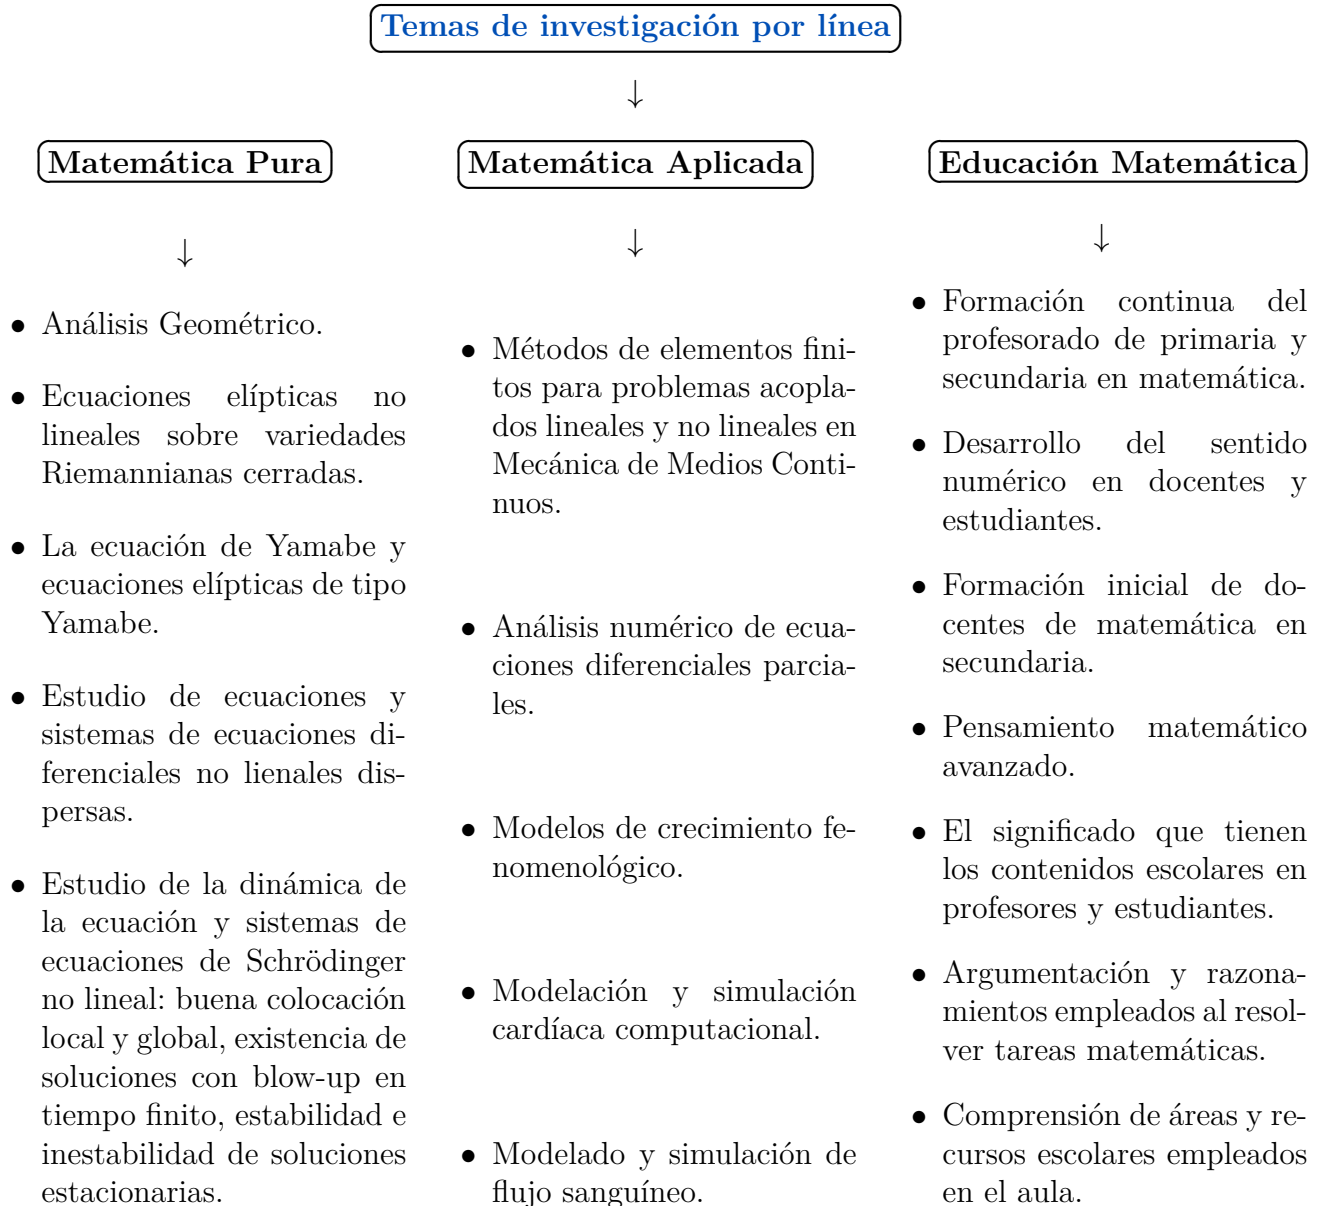 Temas de investigación por línea
↓
Matemática Pura
↓
• Análisis Geométrico.
• Ecuaciones elípticas no
lineales sobre variedades
Riemannianas cerradas.
• La ecuación de Yamabe y
ecuaciones elípticas de tipo
Yamabe.
• Estudio de ecuaciones y
sistemas de ecuaciones di-
ferenciales no lienales dis-
persas.
• Estudio de la dinámica de
la ecuación y sistemas de
ecuaciones de Schrödinger
no lineal: buena colocación
local y global, existencia de
soluciones con blow-up en
tiempo finito, estabilidad e
inestabilidad de soluciones
estacionarias.
Matemática Aplicada
↓
• Métodos de elementos fini-
tos para problemas acopla-
dos lineales y no lineales en
Mecánica de Medios Conti-
nuos.
• Análisis numérico de ecua-
ciones diferenciales parcia-
les.
• Modelos de crecimiento fe-
nomenológico.
• Modelación y simulación
cardíaca computacional.
• Modelado y simulación de
flujo sanguíneo.
Educación Matemática
↓
• Formación continua del
profesorado de primaria y
secundaria en matemática.
• Desarrollo del sentido
numérico en docentes y
estudiantes.
• Formación inicial de do-
centes de matemática en
secundaria.
• Pensamiento matemático
avanzado.
• El significado que tienen
los contenidos escolares en
profesores y estudiantes.
• Argumentación y razona-
mientos empleados al resol-
ver tareas matemáticas.
• Comprensión de áreas y re-
cursos escolares empleados
en el aula.